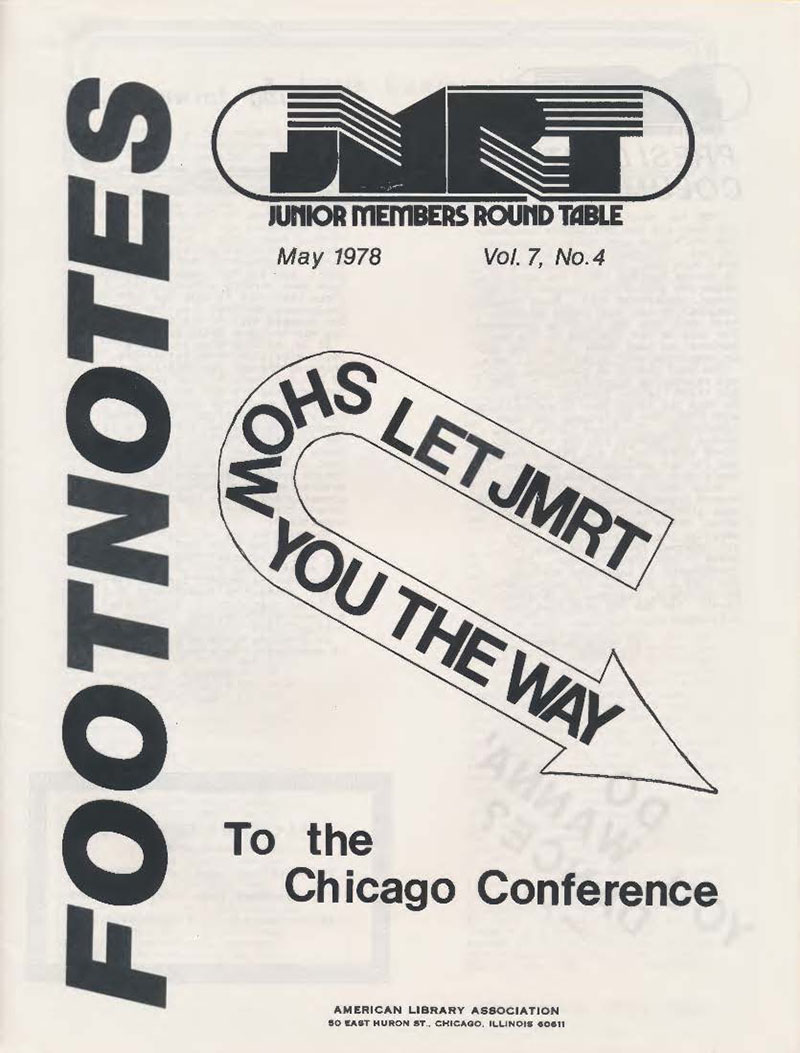 FOOTNOTES
JMRT
JUNIOR MEMBERS ROUND TABLE
May 1978 Vol. 7, No. 4
LET JMRT
SHOW
YOU THE WAY
To the
Chicago Conference
AMERICAN LIBRARY ASSOCIATION
50 EAST HURON ST., CHICAGO, ILLINOIS 60611